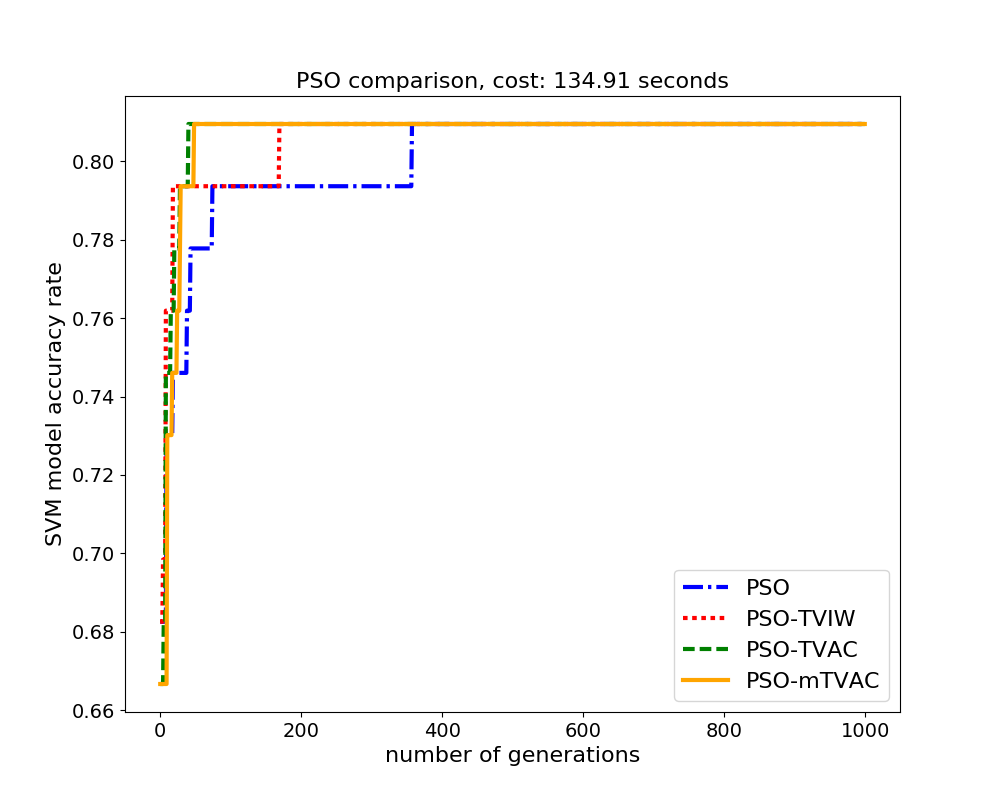 PSO comparison, cost: 134.91 seconds
SVM model accuracy rate
0.80
0.78
0.76
0.74
0.72
0.70
0.68
0.66
0 200 400 600 800 1000
number of generations
PSO
PSO-TVIW
PSO-TVAC
PSO-mTVAC